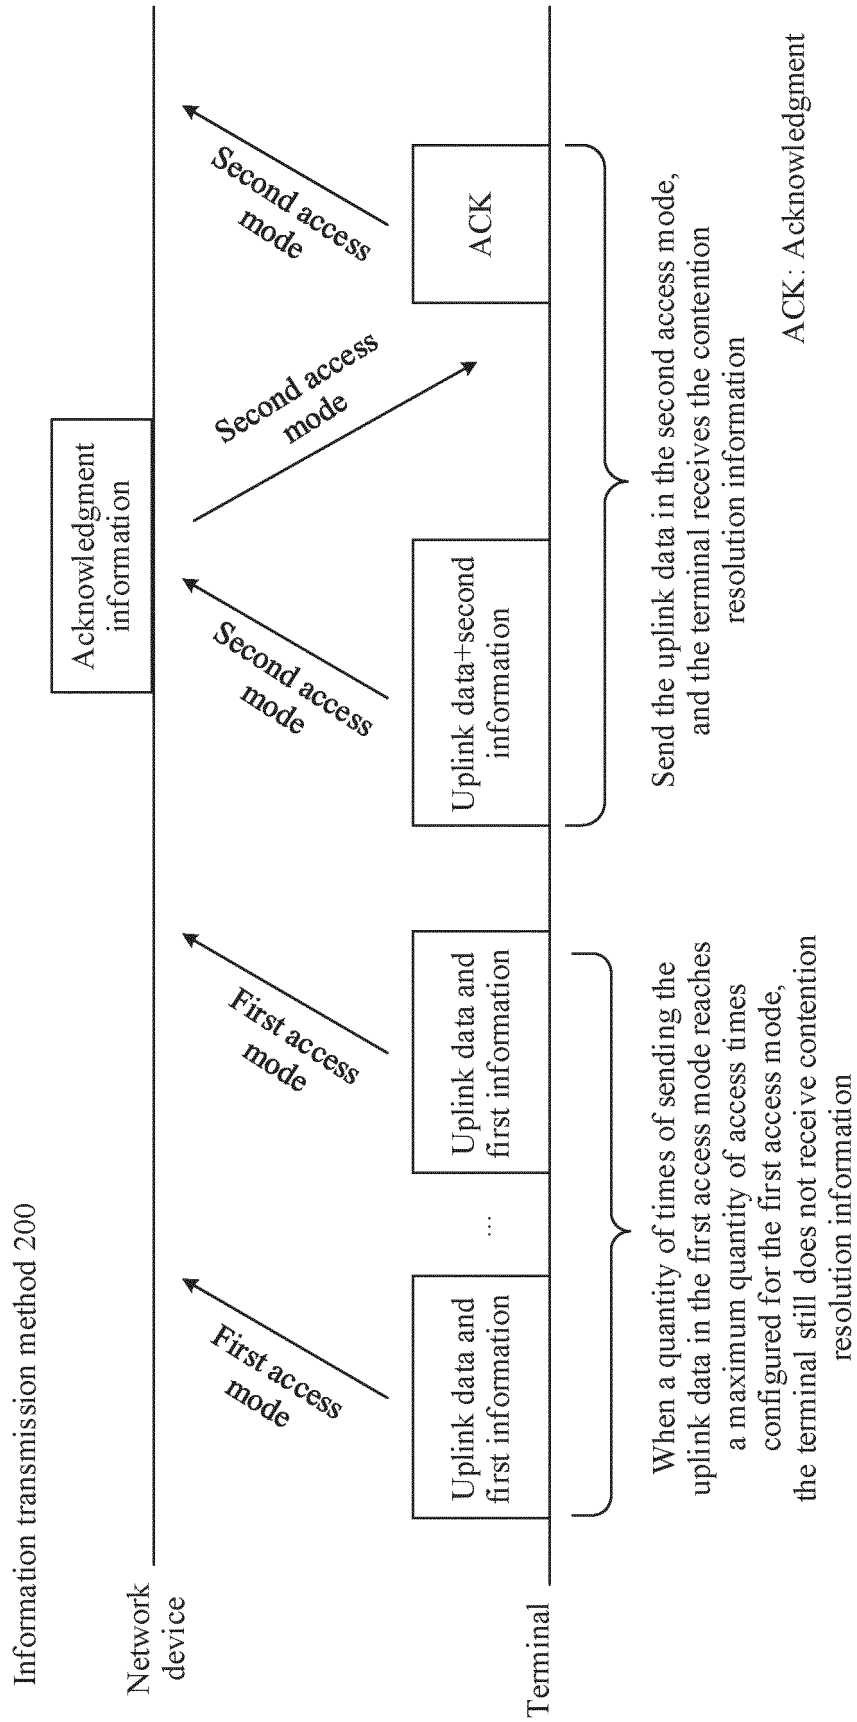 Information transmission method 200
Network
device
Acknowledgment
information
First access
mode
First access
mode
Second access
mode
Second access
mode
Second access
mode
Terminal
Uplink data and
first information
...
Uplink data and
first information
Uplink data+second
information
ACK
When a quantity of times of sending the
uplink data in the first access mode reaches
a maximum quantity of access times
configured for the first access mode,
the terminal still does not receive contention
resolution information
Send the uplink data in the second access mode,
and the terminal receives the contention
resolution information
ACK: Acknowledgment